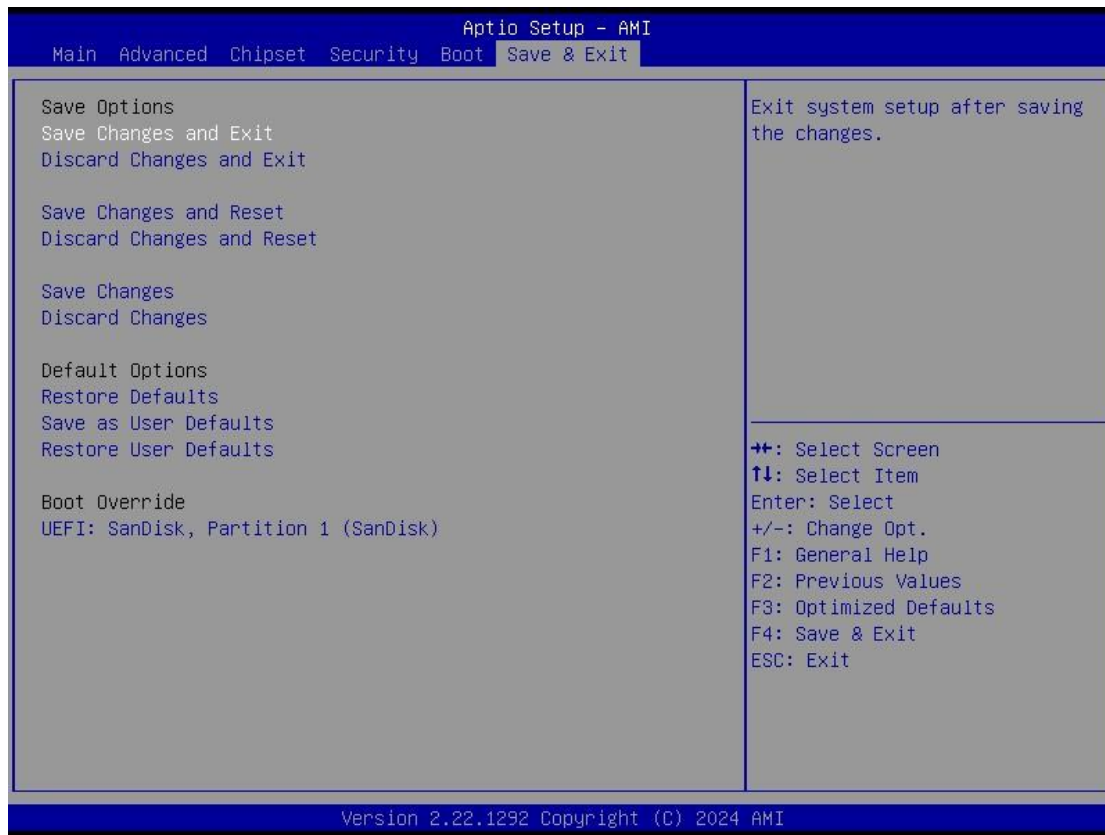 Aptio Setup - AMI
Main Advanced Chipset Security Boot Save & Exit
Save Options
Save Changes and Exit
Discard Changes and Exit
Save Changes and Reset
Discard Changes and Reset
Save Changes
Discard Changes
Default Options
Restore Defaults
Save as User Defaults
Restore User Defaults
Boot Override
UEFI: SanDisk, Partition 1 (SanDisk)
Exit system setup after saving
the changes.
→←: Select Screen
↑↓: Select Item
Enter: Select
+/-: Change Opt.
F1: General Help
F2: Previous Values
F3: Optimized Defaults
F4: Save & Exit
ESC: Exit
Version 2.22.1292 Copyright (C) 2024 AMI